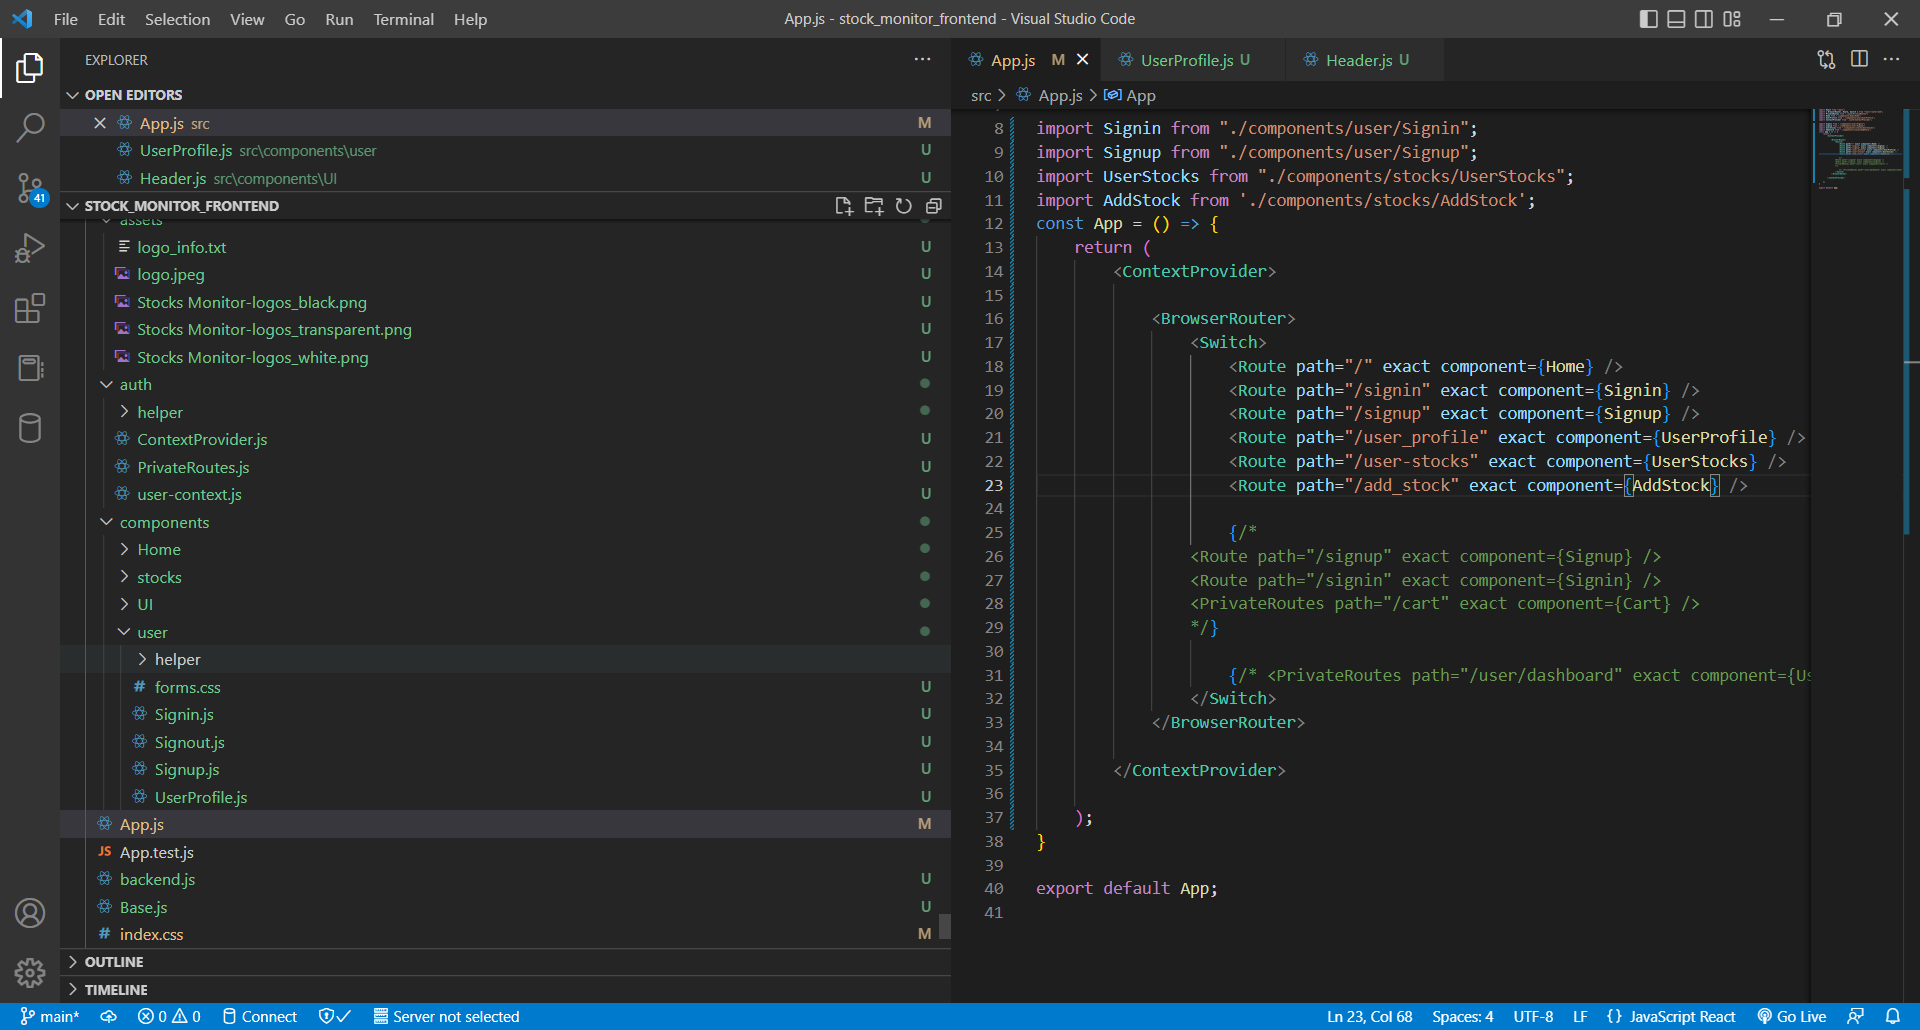 File Edit Selection View Go Run Terminal Help
App.js - stock_monitor_frontend - Visual Studio Code
EXPLORER
OPEN EDITORS
App.js src M
UserProfile.js src\components\user U
Header.js src\components\UI U
STOCK_MONITOR_FRONTEND
assets
logo_info.txt U
logo.jpeg U
Stocks Monitor-logos_black.png U
Stocks Monitor-logos_transparent.png U
Stocks Monitor-logos_white.png U
auth
helper
ContextProvider.js U
PrivateRoutes.js U
user-context.js U
components
Home
stocks
UI
user
helper
forms.css U
Signin.js U
Signout.js U
Signup.js U
UserProfile.js U
App.js M
JS App.test.js
backend.js U
Base.js U
# index.css M
OUTLINE
TIMELINE
41
App.js M UserProfile.js U Header.js U
src > App.js > App
8 import Signin from "./components/user/Signin";
9 import Signup from "./components/user/Signup";
10 import UserStocks from "./components/stocks/UserStocks";
11 import AddStock from './components/stocks/AddStock';
12 const App = () => {
13 return (
14 <ContextProvider>
15
16 <BrowserRouter>
17 <Switch>
18 <Route path="/" exact component={Home} />
19 <Route path="/signin" exact component={Signin} />
20 <Route path="/signup" exact component={Signup} />
21 <Route path="/user_profile" exact component={UserProfile} />
22 <Route path="/user-stocks" exact component={UserStocks} />
23 <Route path="/add_stock" exact component={AddStock} />
24
25 {/*
26 <Route path="/signup" exact component={Signup} />
27 <Route path="/signin" exact component={Signin} />
28 <PrivateRoutes path="/cart" exact component={Cart} />
29 */}
30
31 {/* <PrivateRoutes path="/user/dashboard" exact component={Us
32 </Switch>
33 </BrowserRouter>
34
35 </ContextProvider>
36
37 );
38 }
39
40 export default App;
41
main* 0 0 Connect Server not selected Ln 23, Col 68 Spaces: 4 UTF-8 LF {} JavaScript React Go Live